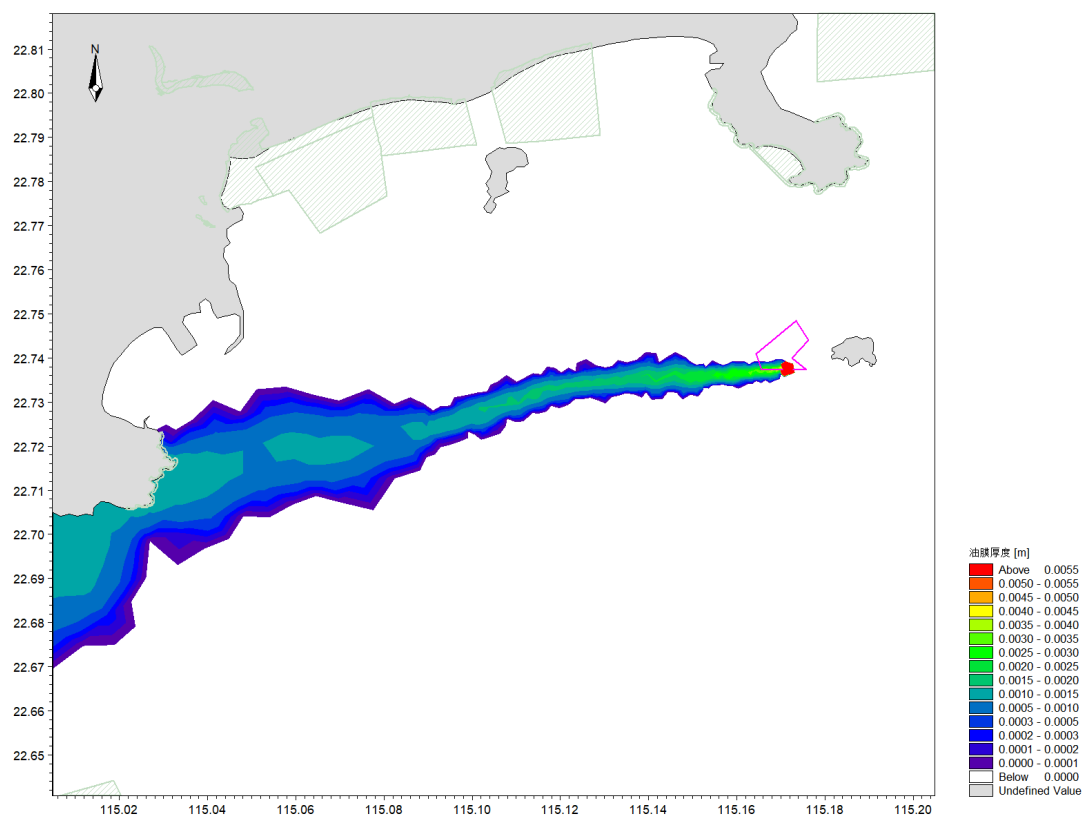 N
22.81
22.80
22.79
22.78
22.77
22.76
22.75
22.74
22.73
22.72
22.71
22.70
22.69
22.68
22.67
22.66
22.65
115.02 115.04 115.06 115.08 115.10 115.12 115.14 115.16 115.18 115.20
油膜厚度 [m]
Above 0.0055
0.0050 - 0.0055
0.0045 - 0.0050
0.0040 - 0.0045
0.0035 - 0.0040
0.0030 - 0.0035
0.0025 - 0.0030
0.0020 - 0.0025
0.0015 - 0.0020
0.0010 - 0.0015
0.0005 - 0.0010
0.0003 - 0.0005
0.0002 - 0.0003
0.0001 - 0.0002
0.0000 - 0.0001
Below 0.0000
Undefined Value